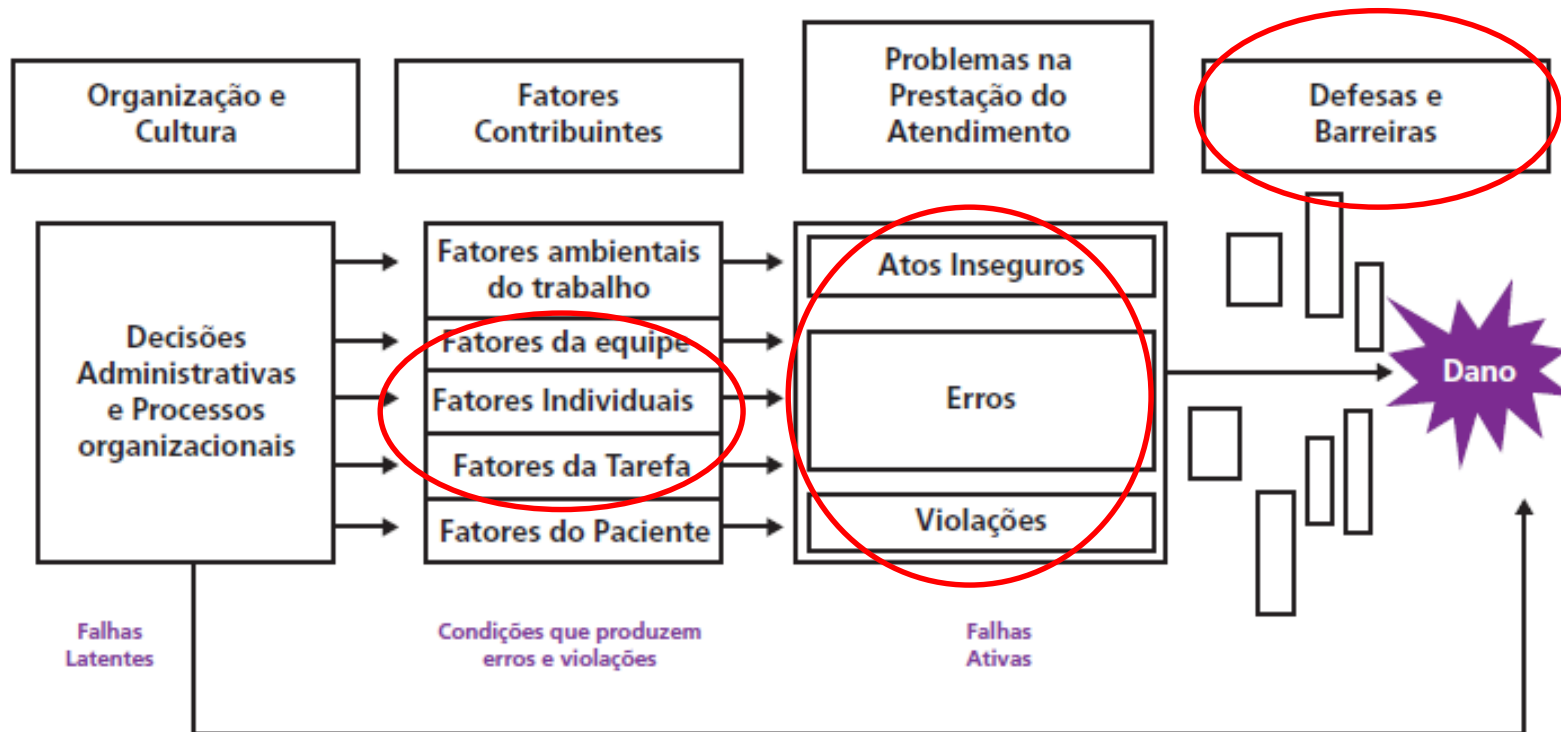 Organização e
Cultura
Fatores
Contribuintes
Problemas na
Prestação do
Atendimento
Defesas e
Barreiras
Decisões
Administrativas
e Processos
organizacionais
Fatores ambientais
do trabalho
Fatores da equipe
Fatores Individuais
Fatores da Tarefa
Fatores do Paciente
Atos Inseguros
Erros
Violações
Dano
Falhas
Latentes
Condições que produzem
erros e violações
Falhas
Ativas